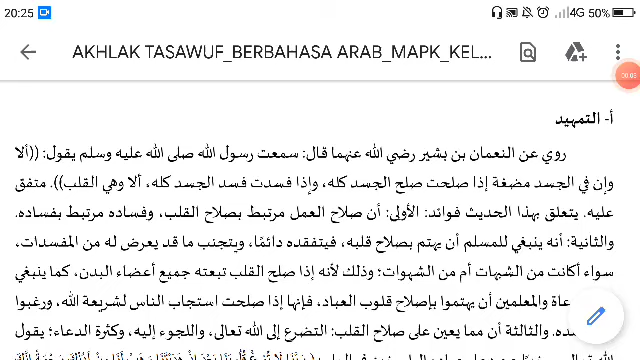 20:25 4G 50%
AKHLAK TASAWUF_BERBAHASA ARAB_MAPK_KEL...
00:08
أ- التمهيد
روي عن النعمان بن بشير رضي الله عنهما قال: سمعت رسول الله صلى الله عليه وسلم يقول: ((ألا
وإن في الجسد مضغة إذا صلحت صلح الجسد كله، وإذا فسدت فسد الجسد كله، ألا وهي القلب)). متفق
عليه. يتعلق بهذا الحديث فوائد: الأولى: أن صلاح العمل مرتبط بصلاح القلب، وفساده مرتبط بفساده.
والثانية: أنه ينبغي للمسلم أن يهتم بصلاح قلبه، فيتفقده دائمًا، ويتجنب ما قد يعرض له من المفسدات،
سواء أكانت من الشبهات أم من الشهوات؛ وذلك لأنه إذا صلح القلب تبعته جميع أعضاء البدن، كما ينبغي
عاة والمعلمين أن يهتموا بإصلاح قلوب العباد، فإنها إذا صلحت استجاب الناس لشريعة الله، ورغبوا
والثالثة أن مما يعين على صلاح القلب: التضرع إلى الله تعالى، واللجوء إليه، وكثرة الدعاء؛ يقول